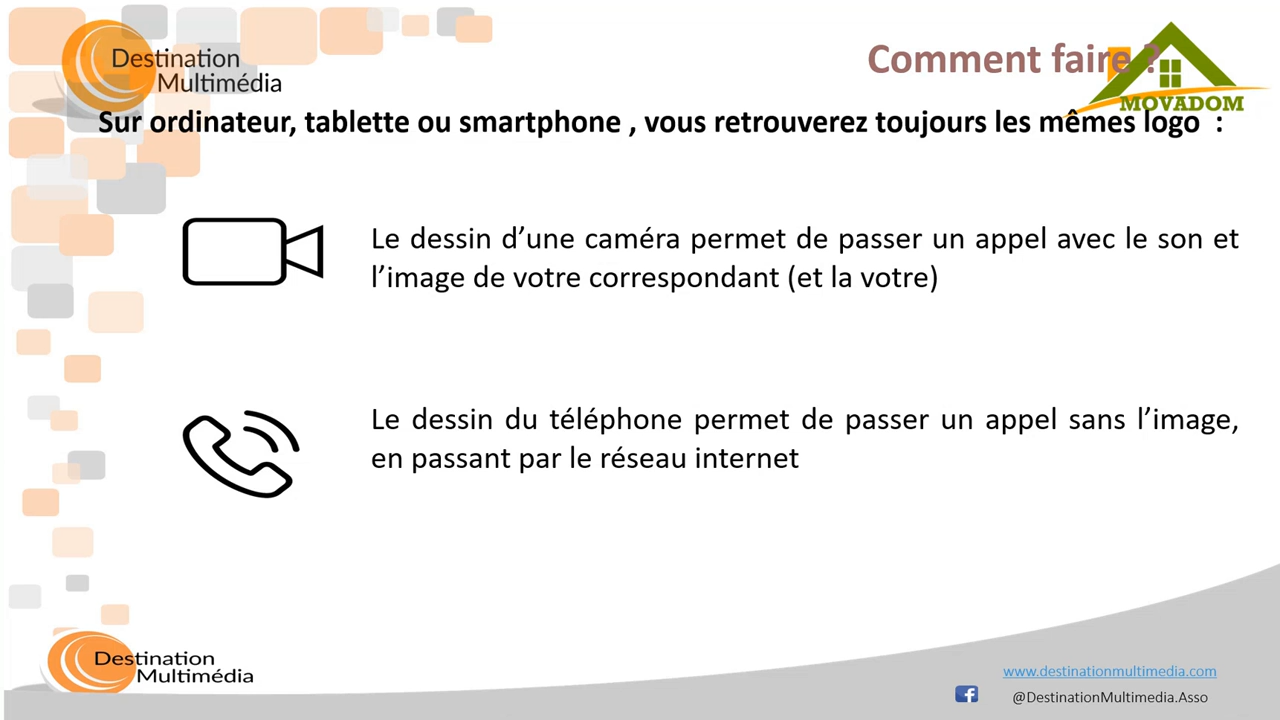 Destination
Multimédia
Comment faire ?
MOVADOM
Sur ordinateur, tablette ou smartphone , vous retrouverez toujours les mêmes logo :
Le dessin d’une caméra permet de passer un appel avec le son et
l’image de votre correspondant (et la votre)
Le dessin du téléphone permet de passer un appel sans l’image,
en passant par le réseau internet
Destination
Multimédia
www.destinationmultimedia.com
@DestinationMultimedia.Asso